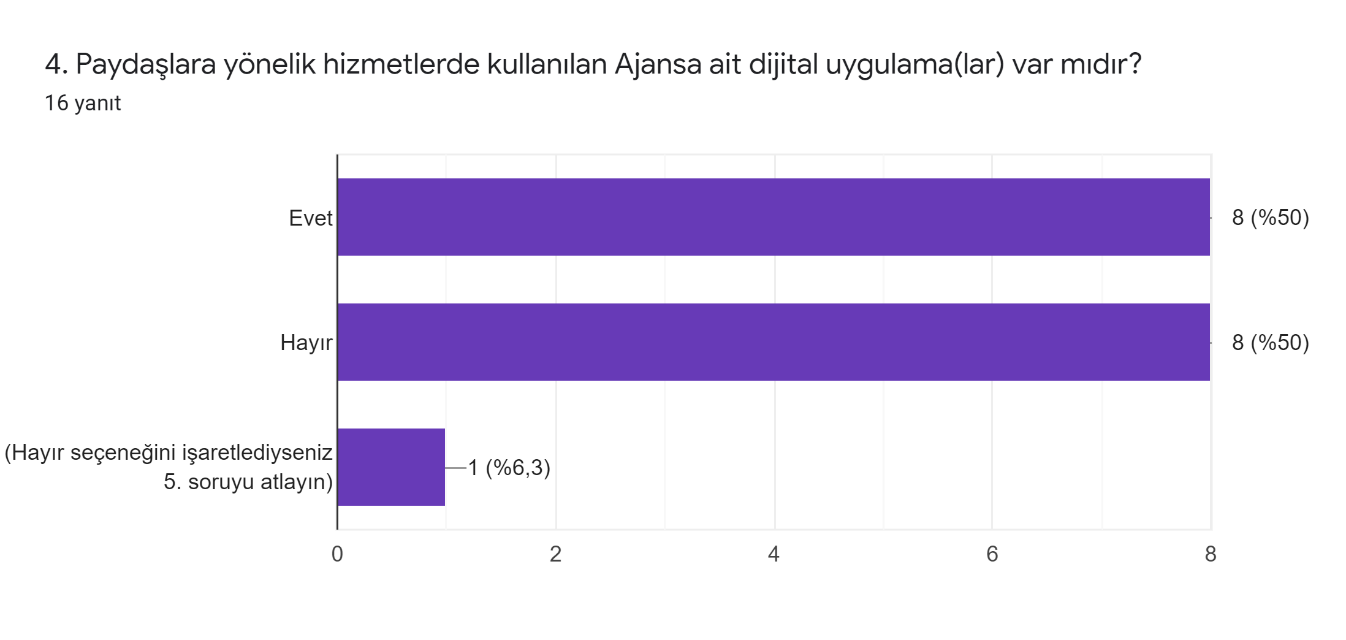 4. Paydaşlara yönelik hizmetlerde kullanılan Ajansa ait dijital uygulama(lar) var mıdır?
16 yanıt
Evet
8 (%50)
Hayır
8 (%50)
(Hayır seçeneğini işaretlediyseniz
5. soruyu atlayın)
1 (%6,3)
0 2 4 6 8